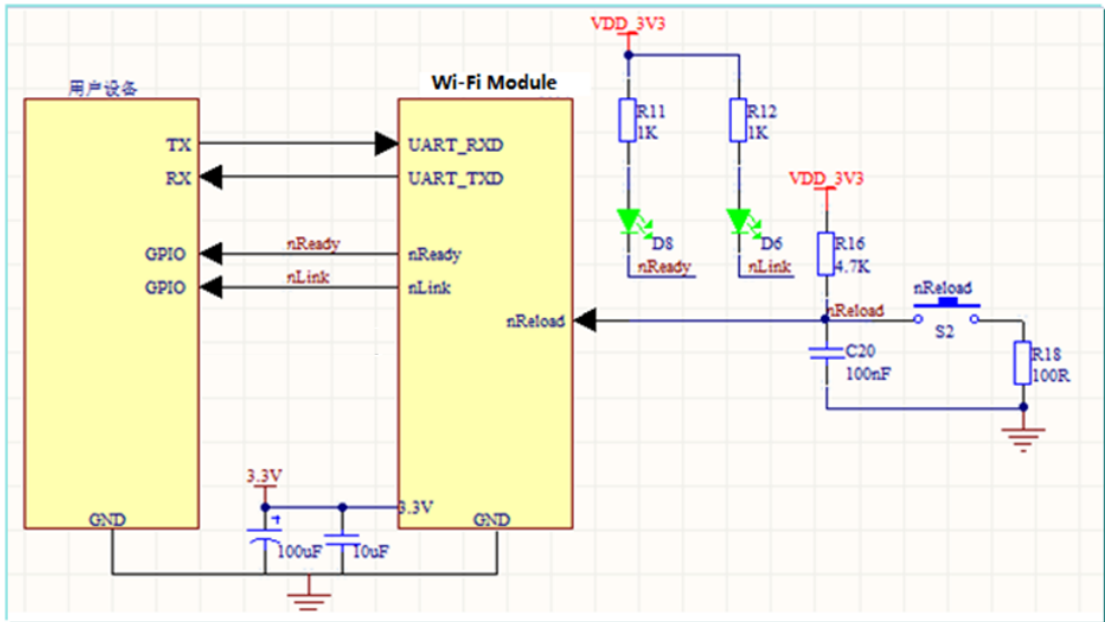 VDD_3V3
用户设备
Wi-Fi Module
R11
1K
R12
1K
TX
UART_RXD
RX
UART_TXD
VDD_3V3
GPIO
nReady
nReady
D8
nReady
D6
nLink
R16
4.7K
GPIO
nLink
nLink
nReload
nReload
nReload
S2
C20
100nF
R18
100R
3.3V
3.3V
GND
GND
+
100uF
10uF